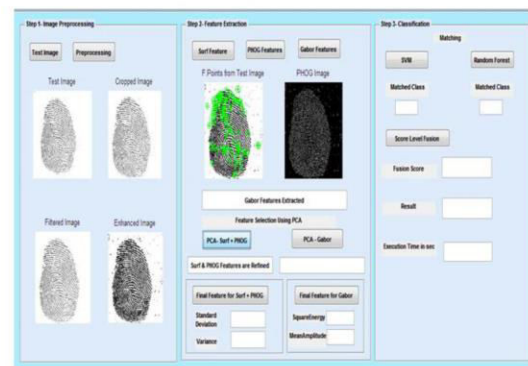 Step 1- Image Preprocessing
Test Image Preprocessing
Test Image Cropped Image
Filtered Image Enhanced Image
Step 2- Feature Extraction
Surf Feature PHOG Features Gabor Features
F Points from Test Image PHOG Image
Gabor Features Extracted
Feature Selection Using PCA
PCA- Surf + PHOG PCA - Gabor
Surf & PHOG Features are Refined
Final Feature for Surf + PHOG
Standard
Deviation
Variance
Final Feature for Gabor
SquareEnergy
MeanAmplitude
Step 3- Classification
Matching
SVM Random Forest
Matched Class Matched Class
Score Level Fusion
Fusion Score
Result
Execution Time in sec